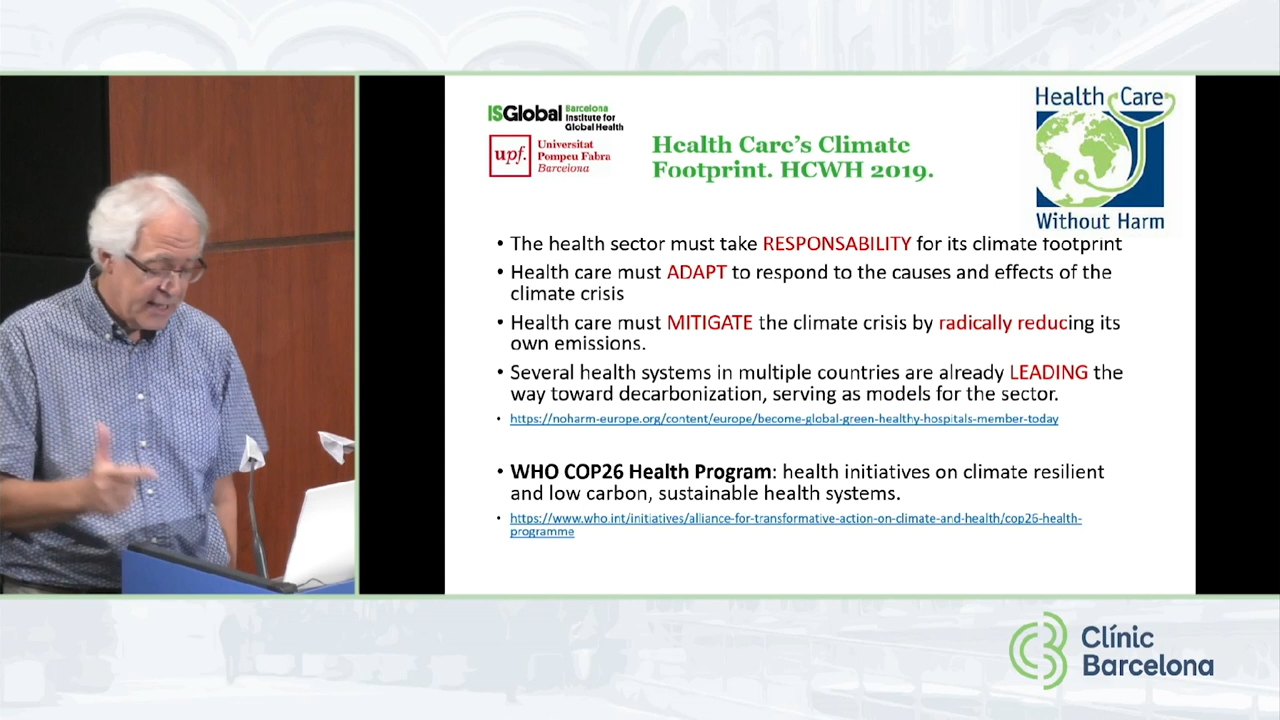 ISGlobal Barcelona
Institute for
Global Health
upf. Universitat
Pompeu Fabra
Barcelona
Health Care's Climate
Footprint. HCWH 2019.
Health Care
Without Harm
• The health sector must take RESPONSABILITY for its climate footprint
• Health care must ADAPT to respond to the causes and effects of the
climate crisis
• Health care must MITIGATE the climate crisis by radically reducing its
own emissions.
• Several health systems in multiple countries are already LEADING the
way toward decarbonization, serving as models for the sector.
• https://noharm-europe.org/content/europe/become-global-green-healthy-hospitals-member-today
• WHO COP26 Health Program: health initiatives on climate resilient
and low carbon, sustainable health systems.
• https://www.who.int/initiatives/alliance-for-transformative-action-on-climate-and-health/cop26-health-
programme
Clínic
Barcelona